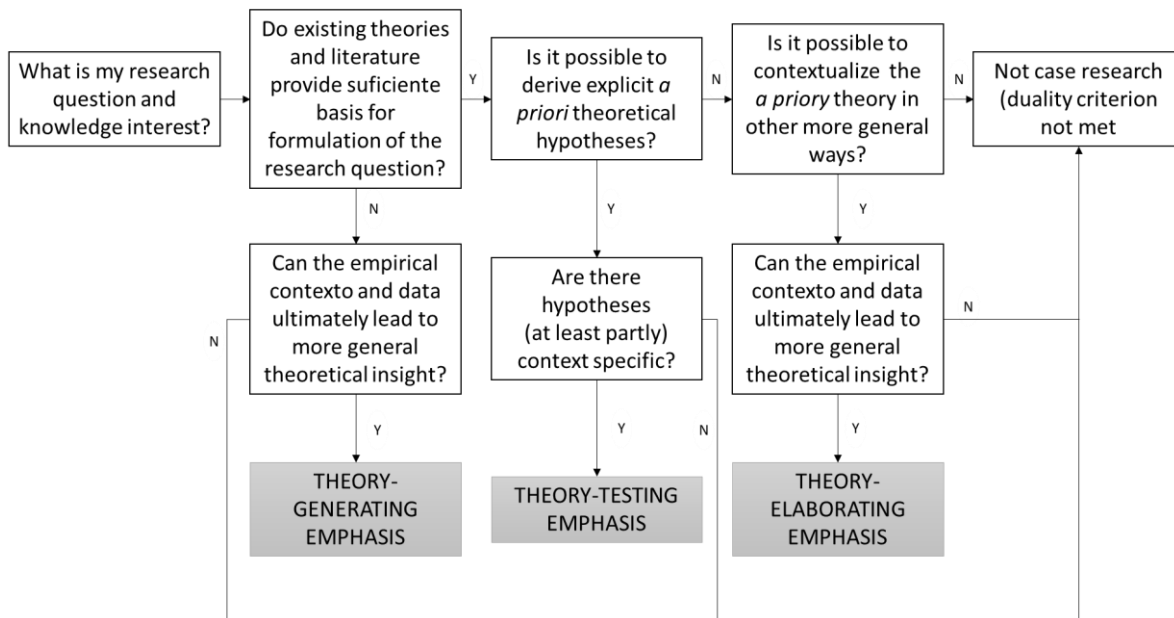 What is my research
question and
knowledge interest?
Do existing theories
and literature
provide suficiente
basis for
formulation of the
research question?
Y
Is it possible to
derive explicit a
priori theoretical
hypotheses?
N
Is it possible to
contextualize the
a priory theory in
other more general
ways?
N
Not case research
(duality criterion
not met
N
Y
Y
Can the empirical
contexto and data
ultimately lead to
more general
theoretical insight?
N
Are there
hypotheses
(at least partly)
context specific?
Can the empirical
contexto and data
ultimately lead to
more general
theoretical insight?
N
Y
Y
N
Y
THEORY-
GENERATING
EMPHASIS
THEORY-TESTING
EMPHASIS
THEORY-
ELABORATING
EMPHASIS